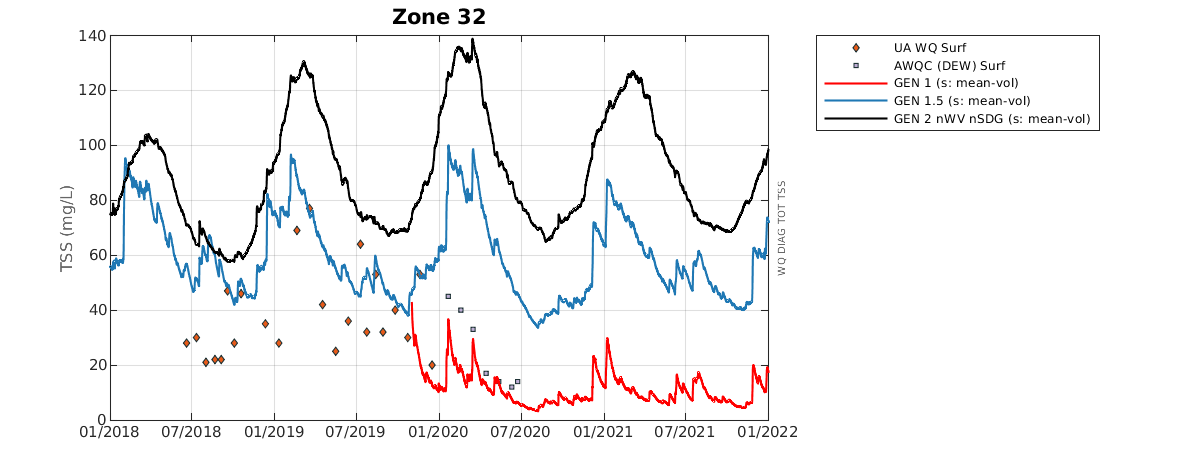 Zone 32
140
120
100
80
60
40
20
0
TSS (mg/L)
01/2018
07/2018
01/2019
07/2019
01/2020
07/2020
01/2021
07/2021
01/2022
WQ DIAG TOT TSS
UA WQ Surf
AWQC (DEW) Surf
GEN 1 (s: mean-vol)
GEN 1.5 (s: mean-vol)
GEN 2 nWV nSDG (s: mean-vol)